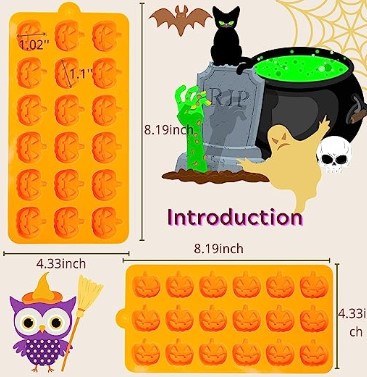 1.02"
1.1"
8.19inch
RIP
Introduction
8.19inch
4.33inch
4.33i
ch